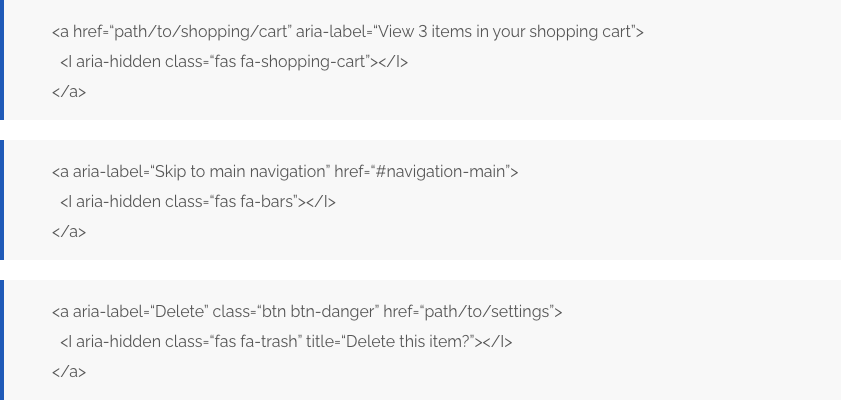 <a href=“path/to/shopping/cart” aria-label=“View 3 items in your shopping cart”>
<I aria-hidden class=“fas fa-shopping-cart”></I>
</a>
<a aria-label=“Skip to main navigation” href=“#navigation-main”>
<I aria-hidden class=“fas fa-bars”></I>
</a>
<a aria-label=“Delete” class=“btn btn-danger” href=“path/to/settings”>
<I aria-hidden class=“fas fa-trash” title=“Delete this item?”></I>
</a>